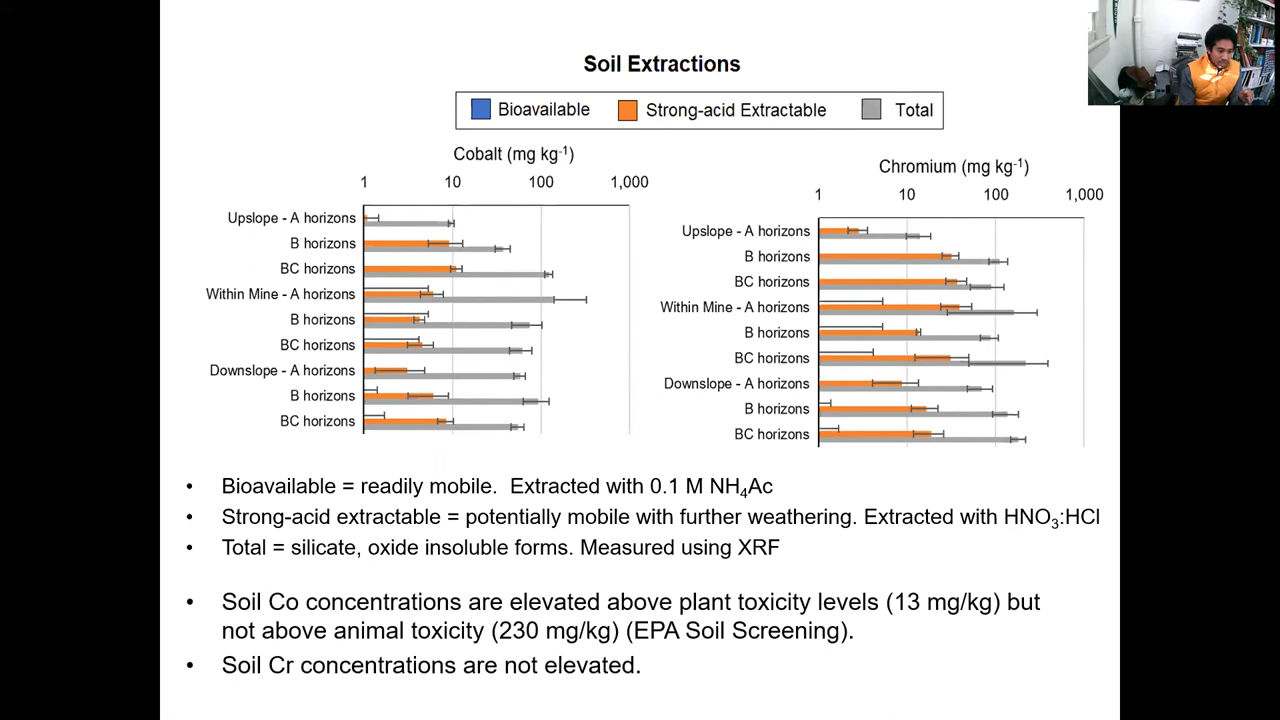 Soil Extractions
Bioavailable Strong-acid Extractable Total
Cobalt (mg kg⁻¹)
1 10 100 1,000
Upslope - A horizons
B horizons
BC horizons
Within Mine - A horizons
B horizons
BC horizons
Downslope - A horizons
B horizons
BC horizons
Chromium (mg kg⁻¹)
1 10 100 1,000
Upslope - A horizons
B horizons
BC horizons
Within Mine - A horizons
B horizons
BC horizons
Downslope - A horizons
B horizons
BC horizons
• Bioavailable = readily mobile. Extracted with 0.1 M NH₄Ac
• Strong-acid extractable = potentially mobile with further weathering. Extracted with HNO₃:HCl
• Total = silicate, oxide insoluble forms. Measured using XRF
• Soil Co concentrations are elevated above plant toxicity levels (13 mg/kg) but
not above animal toxicity (230 mg/kg) (EPA Soil Screening).
• Soil Cr concentrations are not elevated.